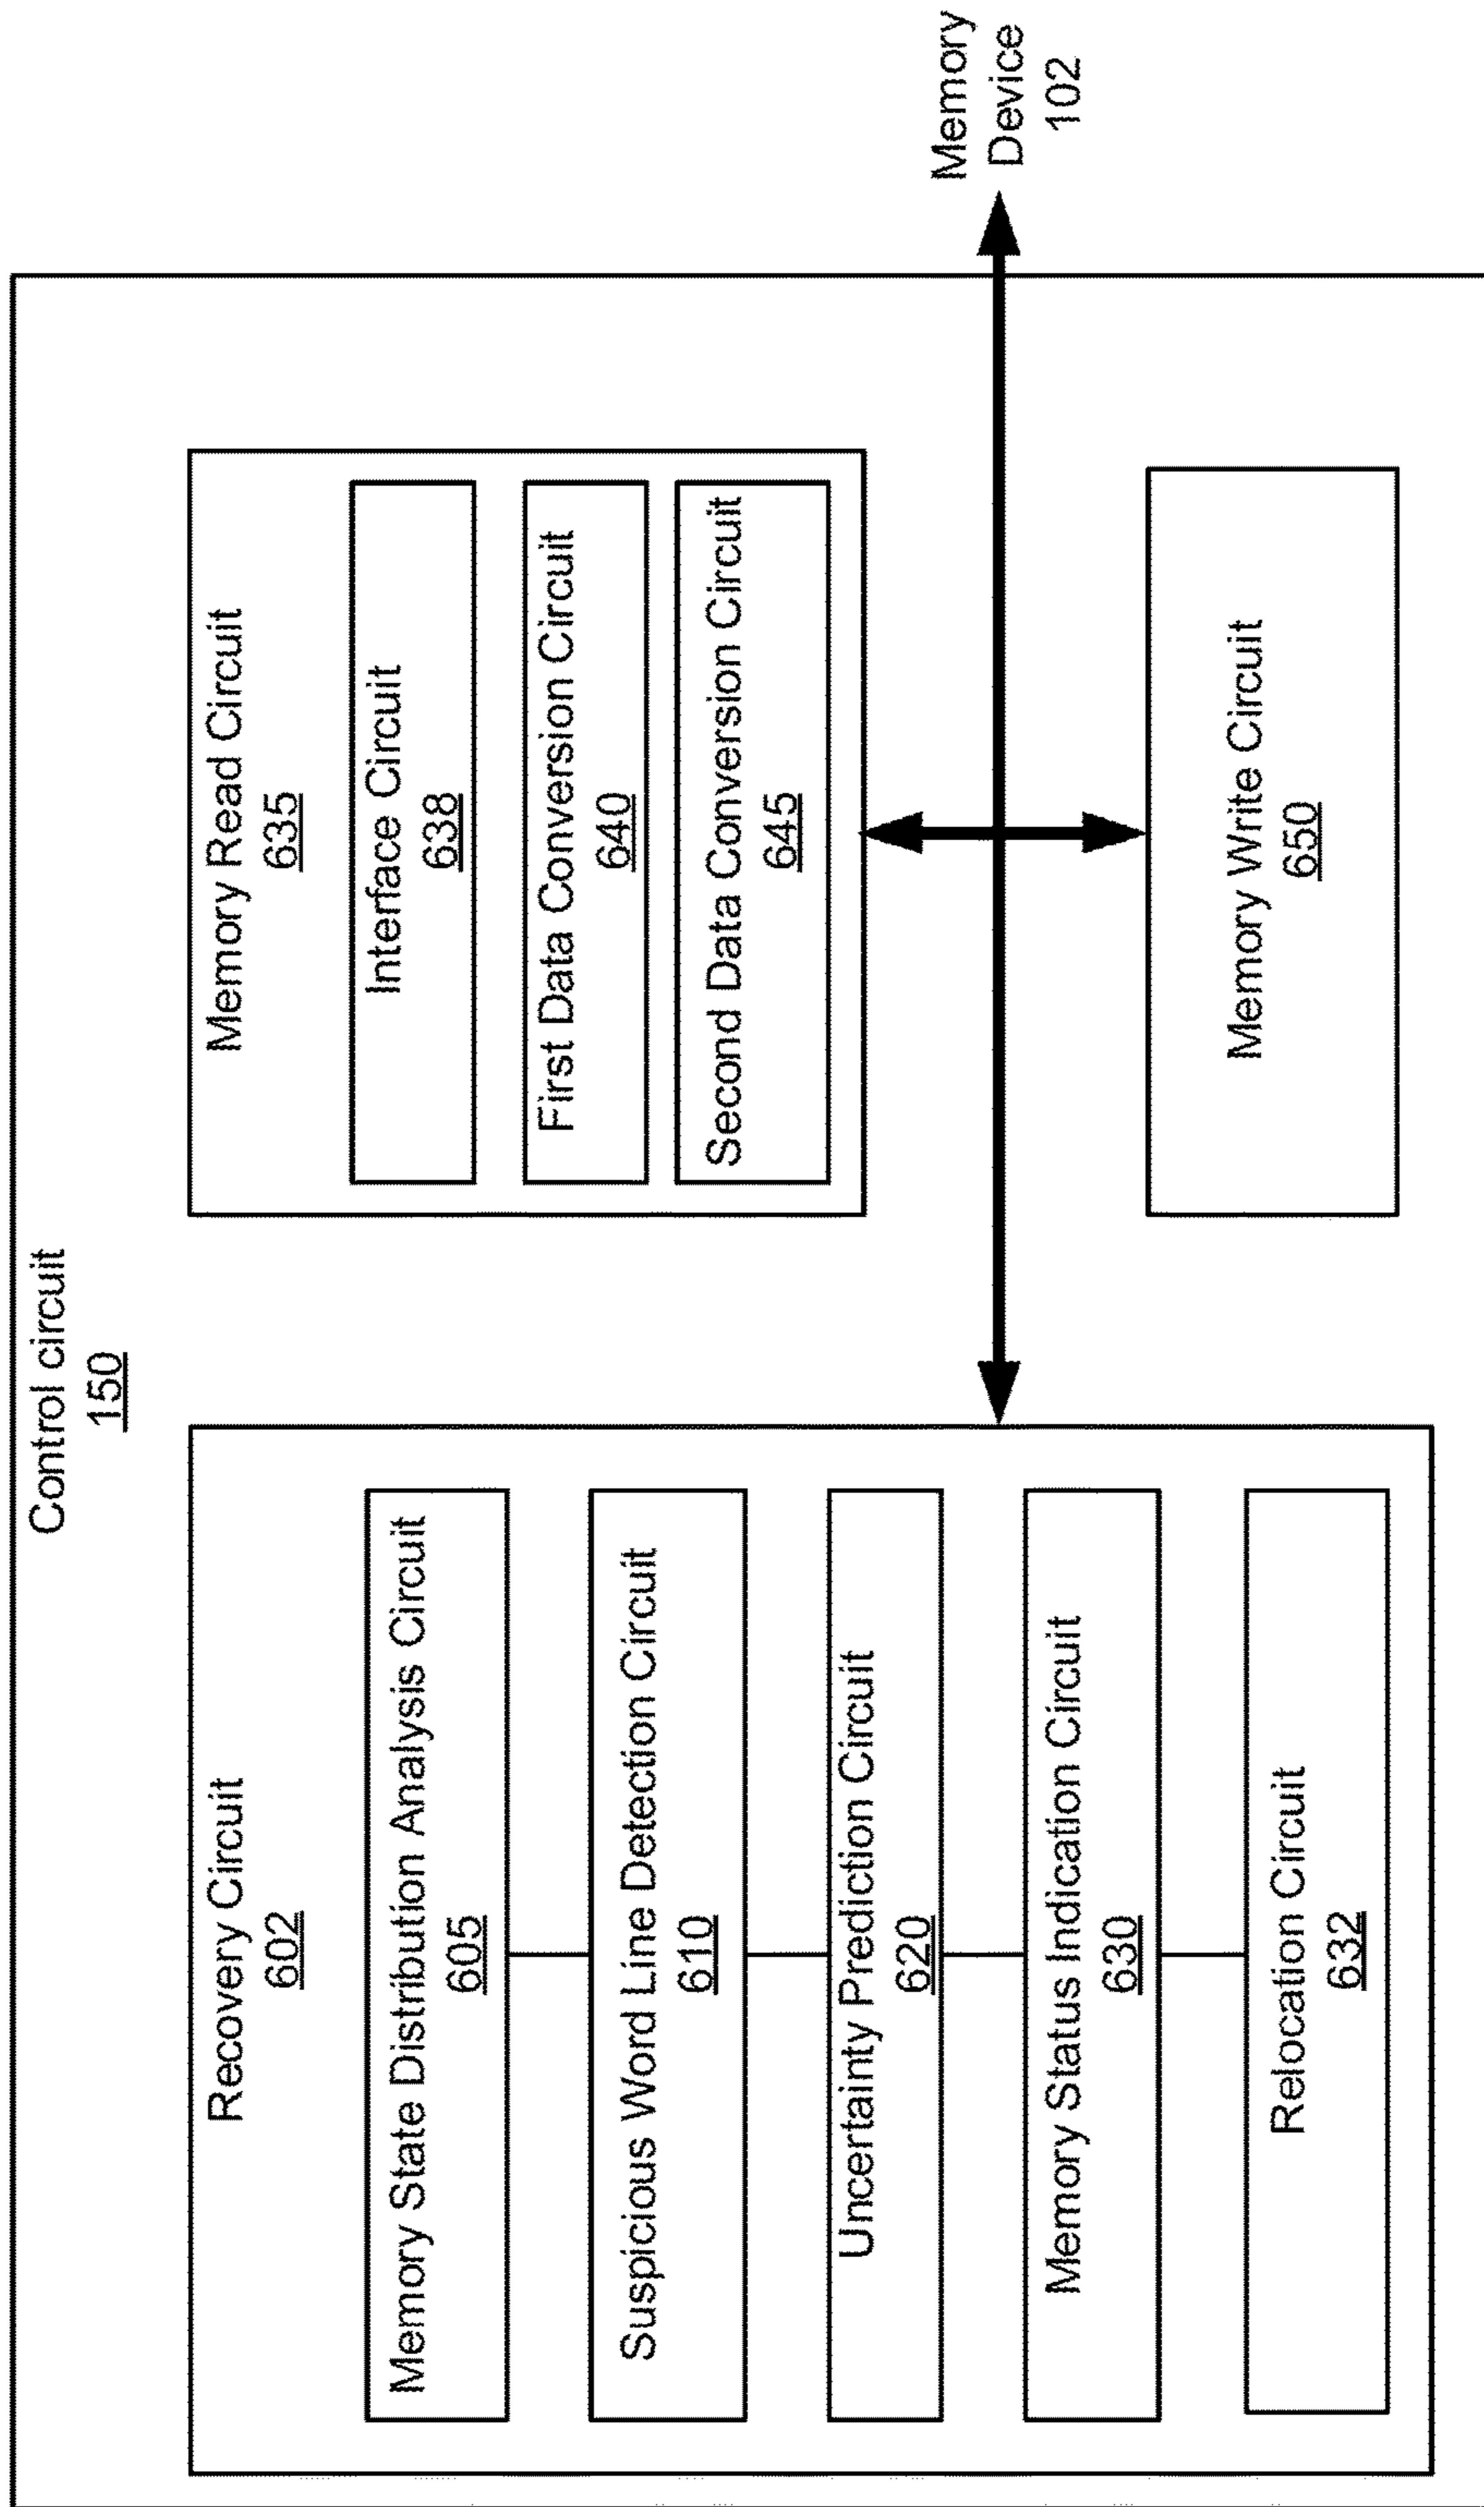 Control circuit
150
Recovery Circuit
602
Memory State Distribution Analysis Circuit
605
Suspicious Word Line Detection Circuit
610
Uncertainty Prediction Circuit
620
Memory Status Indication Circuit
630
Relocation Circuit
632
Memory Read Circuit
635
Interface Circuit
638
First Data Conversion Circuit
640
Second Data Conversion Circuit
645
Memory Write Circuit
650
Memory
Device
102